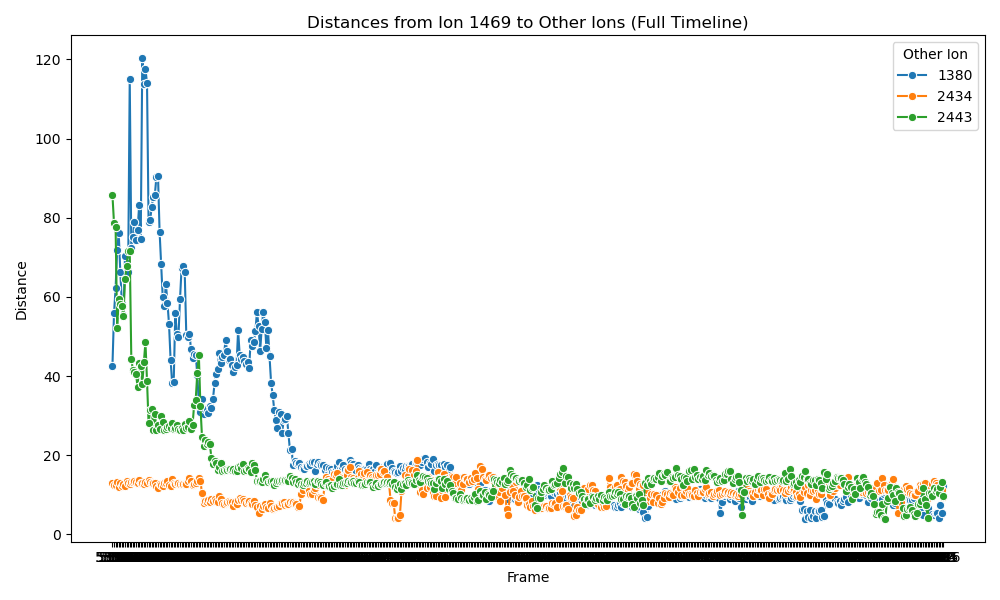 Distances from Ion 1469 to Other Ions (Full Timeline)
Other Ion
1380
2434
2443
120
100
80
60
40
20
0
Distance
Frame